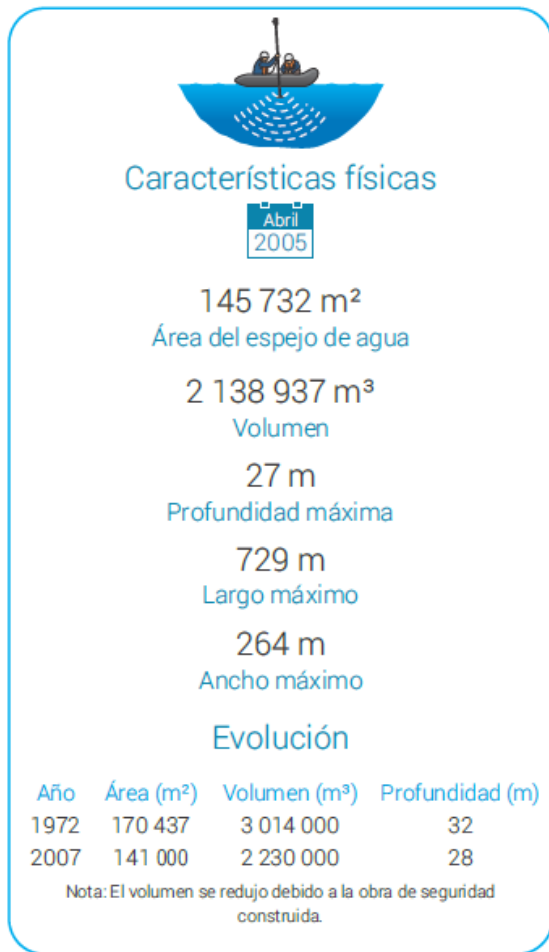 Características físicas
Abril
2005
145 732 m²
Área del espejo de agua
2 138 937 m³
Volumen
27 m
Profundidad máxima
729 m
Largo máximo
264 m
Ancho máximo
Evolución
Año Área (m²) Volumen (m³) Profundidad (m)
1972 170 437 3 014 000 32
2007 141 000 2 230 000 28
Nota: El volumen se redujo debido a la obra de seguridad
construida.